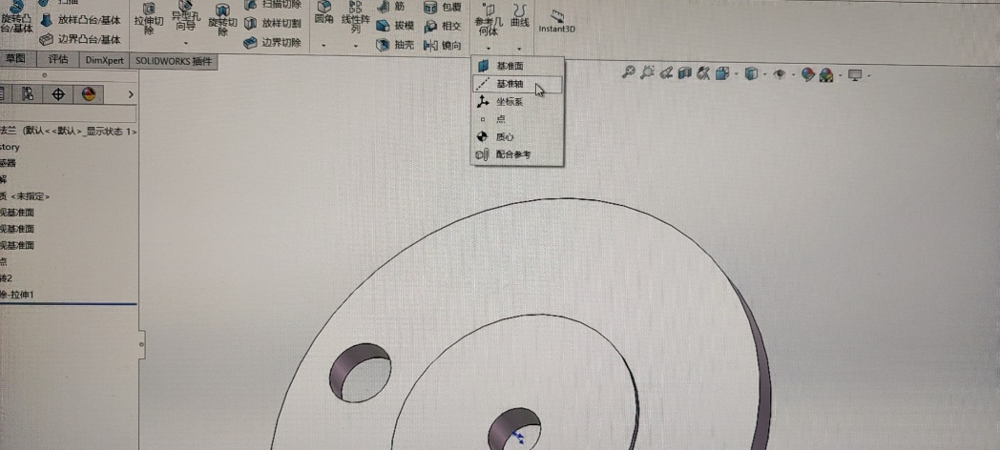 扫描
扫描切除
旋转凸台/基体
放样凸台/基体
边界凸台/基体
拉伸切除
异型孔向导
旋转切除
放样切割
边界切除
圆角
线性阵列
筋
拔模
抽壳
包覆
相交
镜向
参考几何体
曲线
Instant3D
草图
评估
DimXpert
SOLIDWORKS 插件
基准面
基准轴
坐标系
点
质心
配合参考
法兰 (默认<<默认>_显示状态 1>
story
感器
解
质 <未指定>
视基准面
视基准面
视基准面
点
转2
除-拉伸1